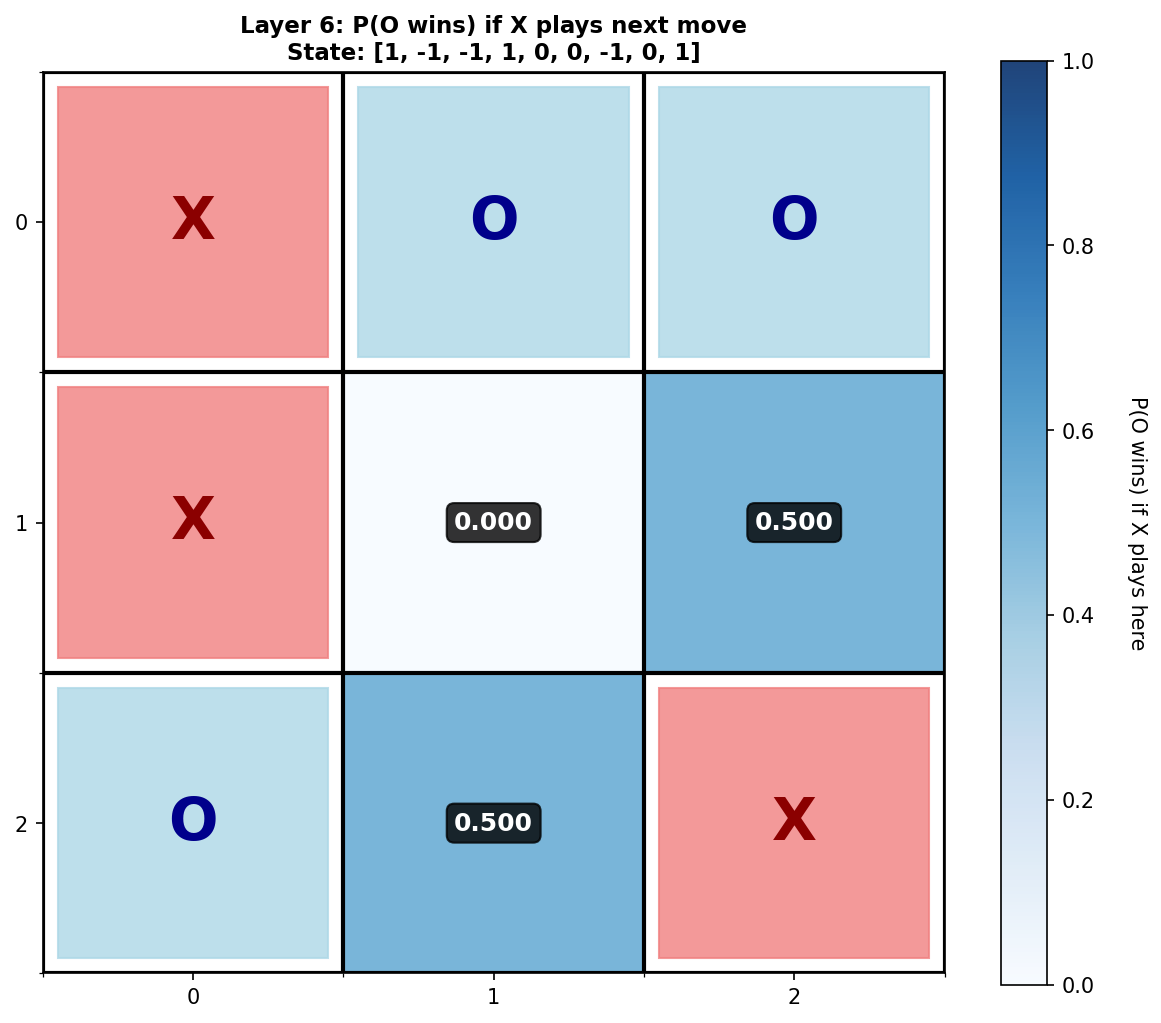 Layer 6: P(O wins) if X plays next move
State: [1, -1, -1, 1, 0, 0, -1, 0, 1]
0
X
O
O
1
X
0.000
0.500
2
O
0.500
X
0
1
2
1.0
0.8
0.6
0.4
0.2
0.0
P(O wins) if X plays here